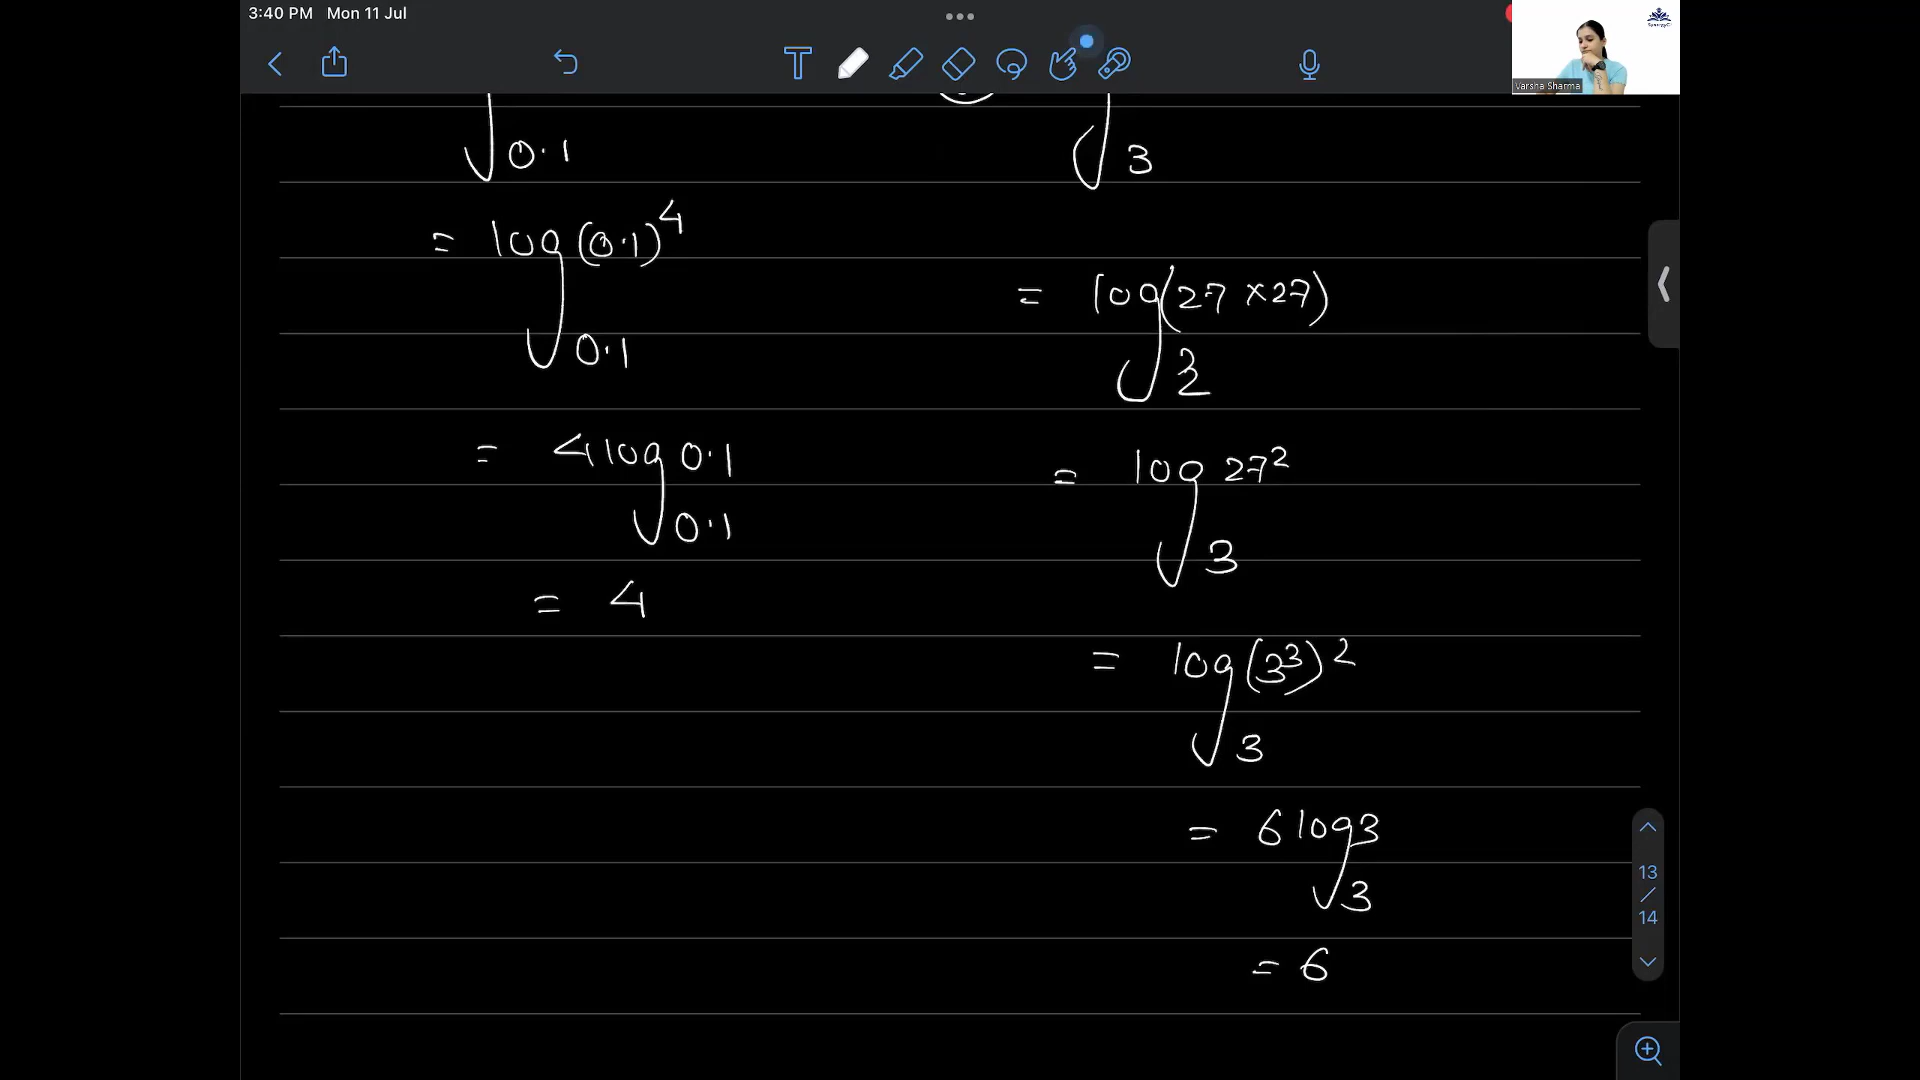 3:40 PM Mon 11 Jul
SynergyC
Varsha Sharma
0.1
= log (0.1)^4
0.1
= 4 log 0.1
0.1
= 4
3
= log (27 × 27)
2
= log 27²
3
= log (3³)²
3
= 6 log 3
3
= 6
13
/
14